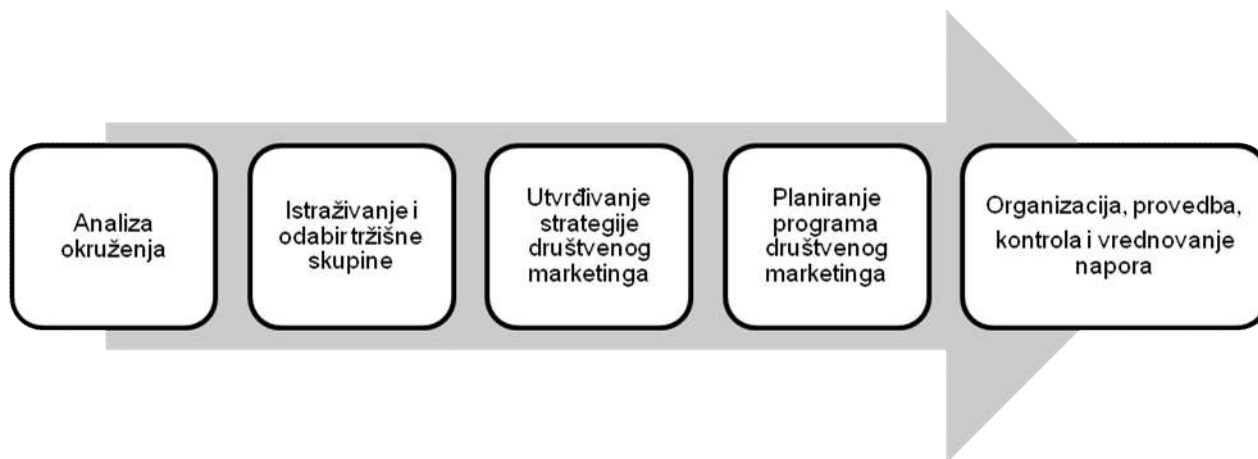 Analiza
okruženja
Istraživanje i
odabir tržišne
skupine
Utvrđivanje
strategije
društvenog
marketinga
Planiranje
programa
društvenog
marketinga
Organizacija, provedba,
kontrola i vrednovanje
napora